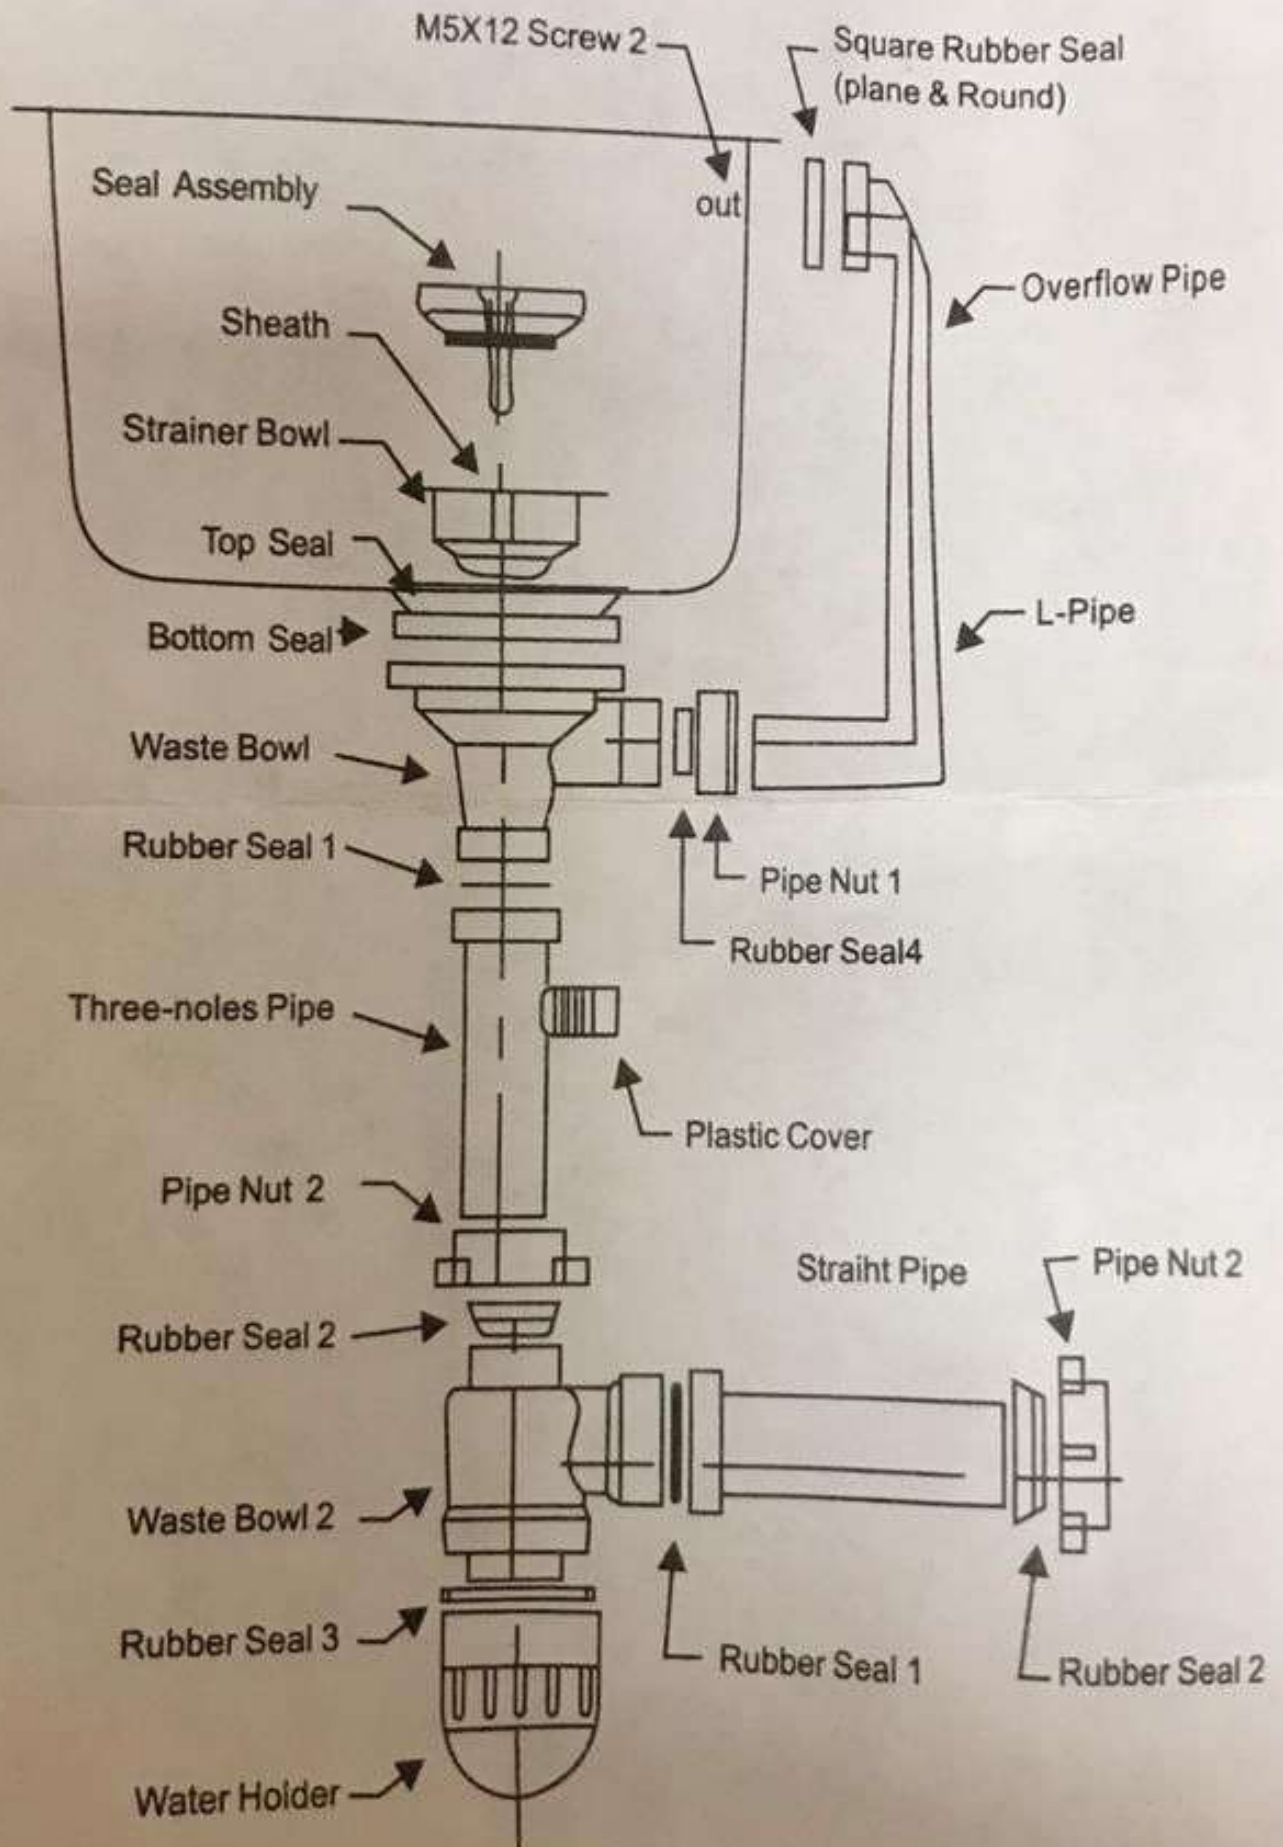 M5X12 Screw 2
Square Rubber Seal
(plane & Round)
Seal Assembly
out
Overflow Pipe
Sheath
Strainer Bowl
Top Seal
L-Pipe
Bottom Seal
Waste Bowl
Rubber Seal 1
Pipe Nut 1
Rubber Seal4
Three-noles Pipe
Plastic Cover
Pipe Nut 2
Straiht Pipe
Pipe Nut 2
Rubber Seal 2
Waste Bowl 2
Rubber Seal 3
Rubber Seal 1
Rubber Seal 2
Water Holder